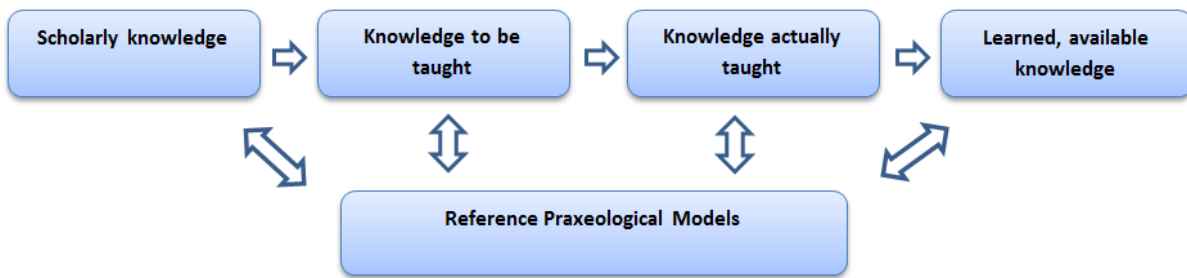 Scholarly knowledge
Knowledge to be
taught
Knowledge actually
taught
Learned, available
knowledge
Reference Praxeological Models